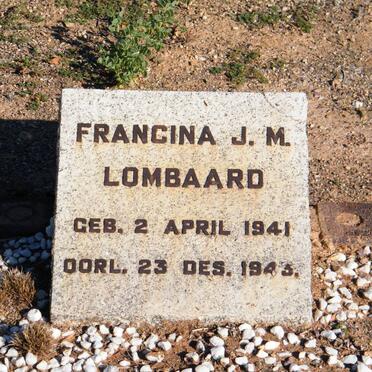 FRANCINA J. M.
LOMBAARD
GEB. 2 APRIL 1941
OORL. 23 DES. 1943.